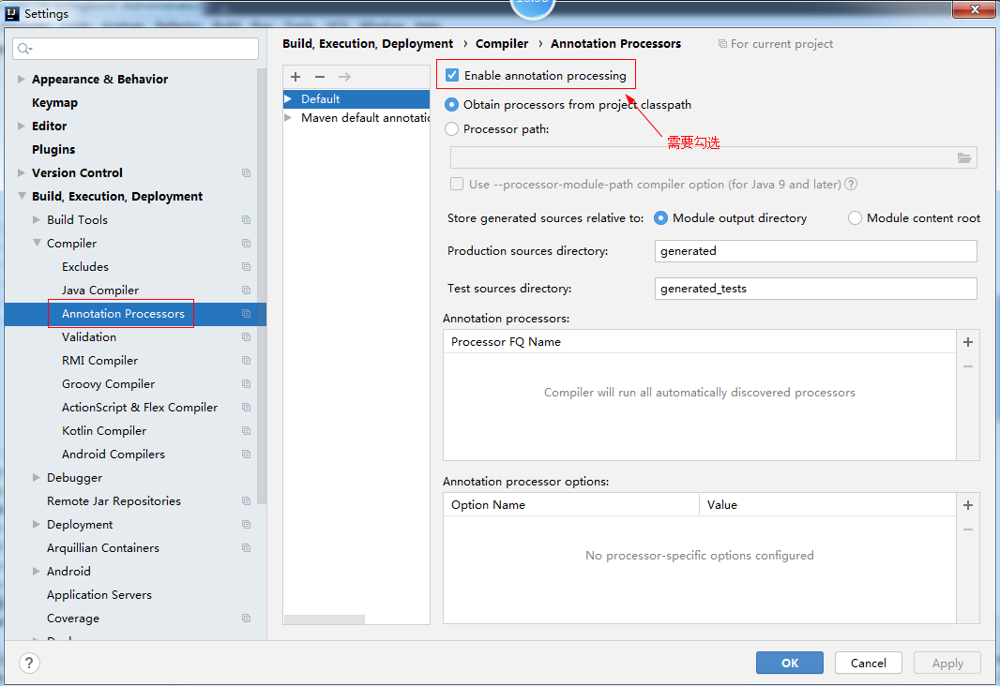 Settings
Build, Execution, Deployment › Compiler › Annotation Processors For current project
Appearance & Behavior
Keymap
Editor
Plugins
Version Control
Build, Execution, Deployment
Build Tools
Compiler
Excludes
Java Compiler
Annotation Processors
Validation
RMI Compiler
Groovy Compiler
ActionScript & Flex Compiler
Kotlin Compiler
Android Compilers
Debugger
Remote Jar Repositories
Deployment
Arquillian Containers
Android
Application Servers
Coverage
Default
Maven default annotatio
Enable annotation processing
Obtain processors from project classpath
Processor path:
需要勾选
Use --processor-module-path compiler option (for Java 9 and later) ?
Store generated sources relative to: Module output directory Module content root
Production sources directory: generated
Test sources directory: generated_tests
Annotation processors:
Processor FQ Name
Compiler will run all automatically discovered processors
Annotation processor options:
Option Name Value
No processor-specific options configured
? OK Cancel Apply